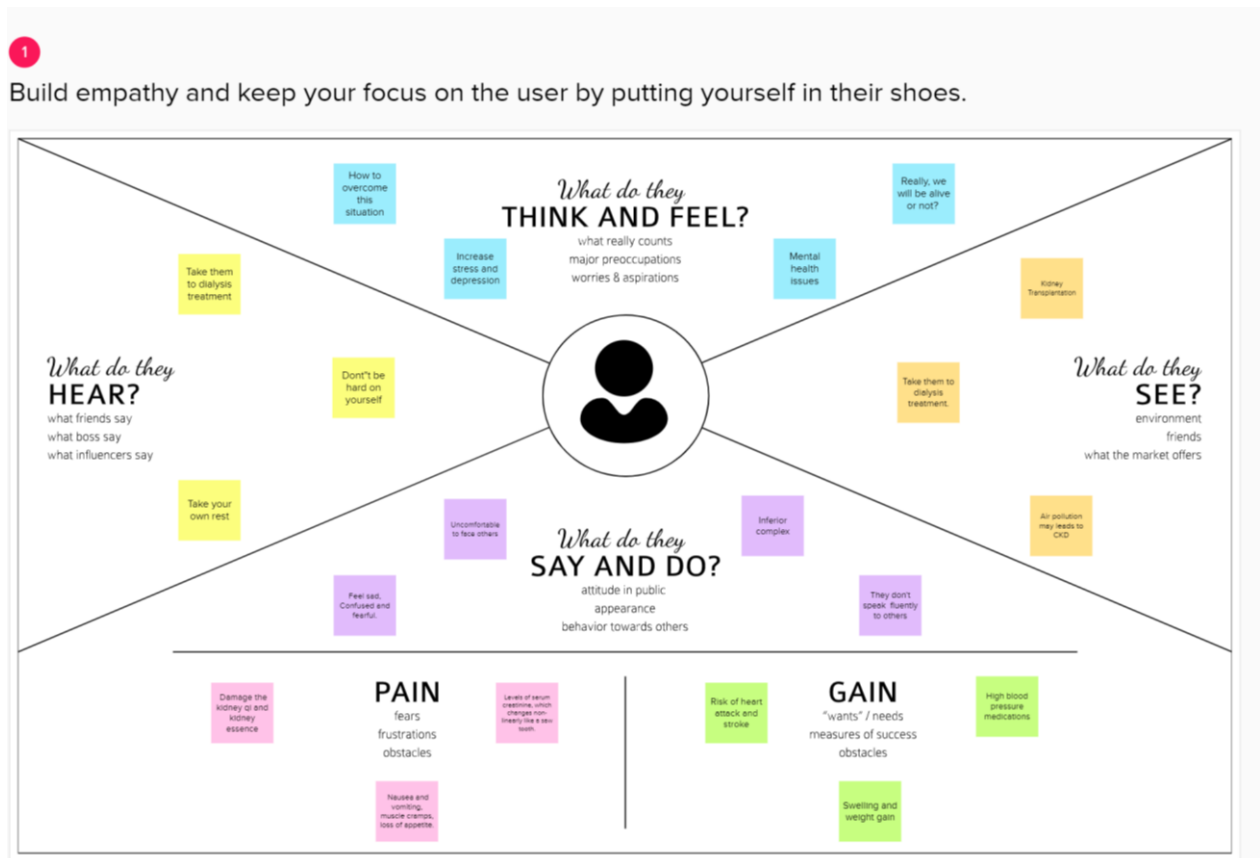 1
Build empathy and keep your focus on the user by putting yourself in their shoes.
How to
overcome
this
situation
Increase
stress and
depression
What do they
THINK AND FEEL?
what really counts
major preoccupations
worries & aspirations
Really, we
will be alive
or not?
Mental
health
issues
Take them
to dialysis
treatment
What do they
HEAR?
what friends say
what boss say
what influencers say
Dont"t be
hard on
yourself
Take your
own rest
Kidney
Transplantation
Take them to
dialysis
treatment.
What do they
SEE?
environment
friends
what the market offers
Air pollution
may leads to
CKD
Uncomfortable
to face others
Feel sad,
Confused and
fearful.
What do they
SAY AND DO?
attitude in public
appearance
behavior towards others
Inferior
complex
They don't
speak fluently
to others
Damage the
kidney qi and
kidney
essence
PAIN
fears
frustrations
obstacles
Levels of serum
creatinine, which
changes non-
linearly like a saw
tooth.
Nausea and
vomiting,
muscle cramps,
loss of appetite.
Risk of heart
attack and
stroke
GAIN
"wants" / needs
measures of success
obstacles
High blood
pressure
medications
Swelling and
weight gain